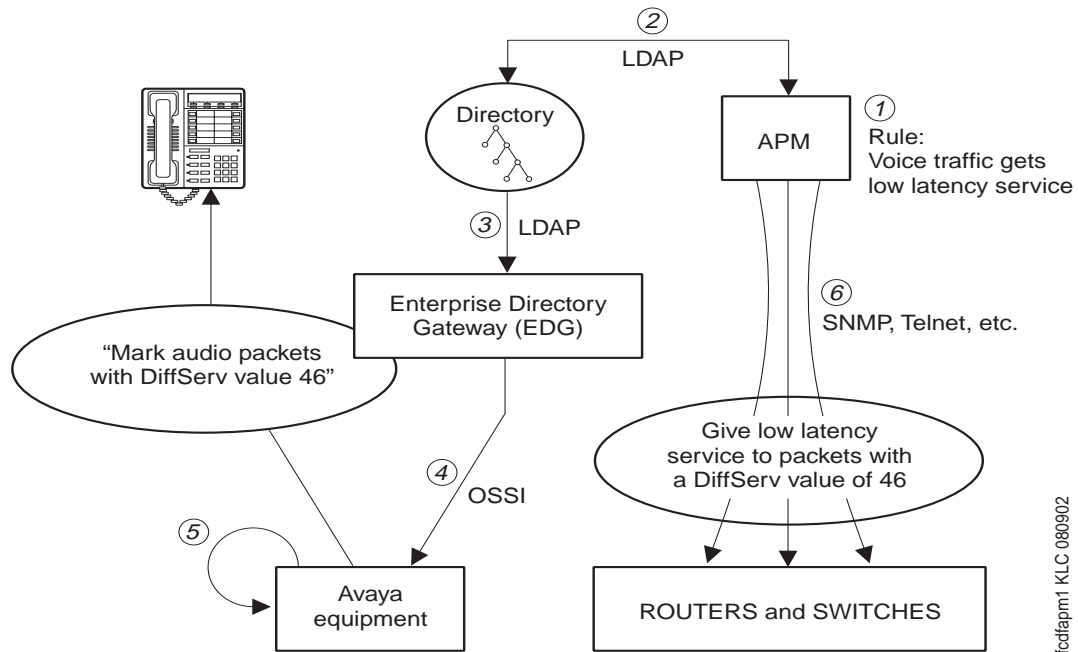 2
LDAP
Directory
APM
1
Rule:
Voice traffic gets
low latency service
3
LDAP
Enterprise Directory
Gateway (EDG)
6
SNMP, Telnet, etc.
“Mark audio packets
with DiffServ value 46”
Give low latency
service to packets with
a DiffServ value of 46
4
OSSI
5
Avaya
equipment
ROUTERS and SWITCHES
fcdfapm1 KLC 080902